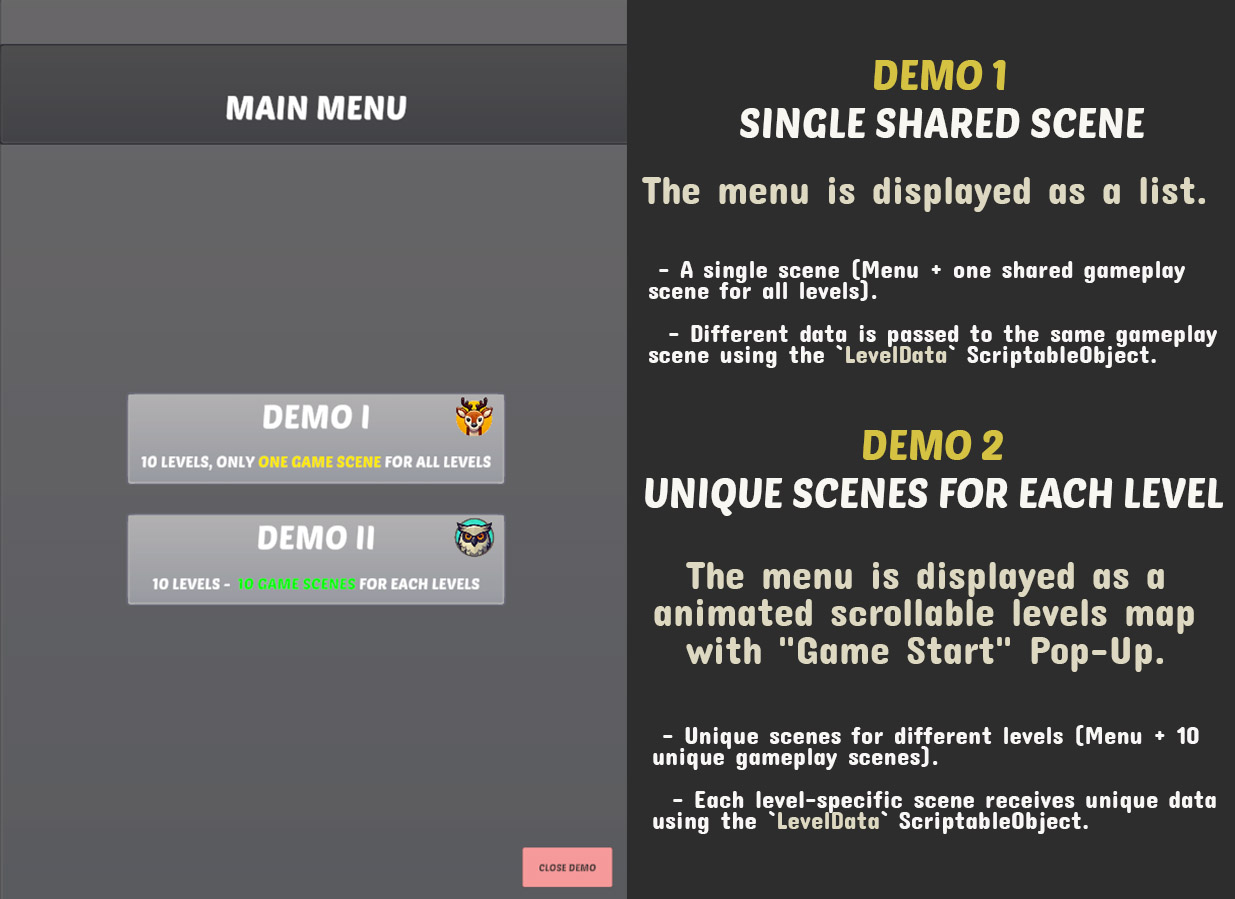 MAIN MENU
DEMO I
10 LEVELS, ONLY ONE GAME SCENE FOR ALL LEVELS
DEMO II
10 LEVELS - 10 GAME SCENES FOR EACH LEVELS
CLOSE DEMO
DEMO 1
SINGLE SHARED SCENE
The menu is displayed as a list.
- A single scene (Menu + one shared gameplay
scene for all levels).
- Different data is passed to the same gameplay
scene using the `LevelData` ScriptableObject.
DEMO 2
UNIQUE SCENES FOR EACH LEVEL
The menu is displayed as a
animated scrollable levels map
with "Game Start" Pop-Up.
- Unique scenes for different levels (Menu + 10
unique gameplay scenes).
- Each level-specific scene receives unique data
using the `LevelData` ScriptableObject.